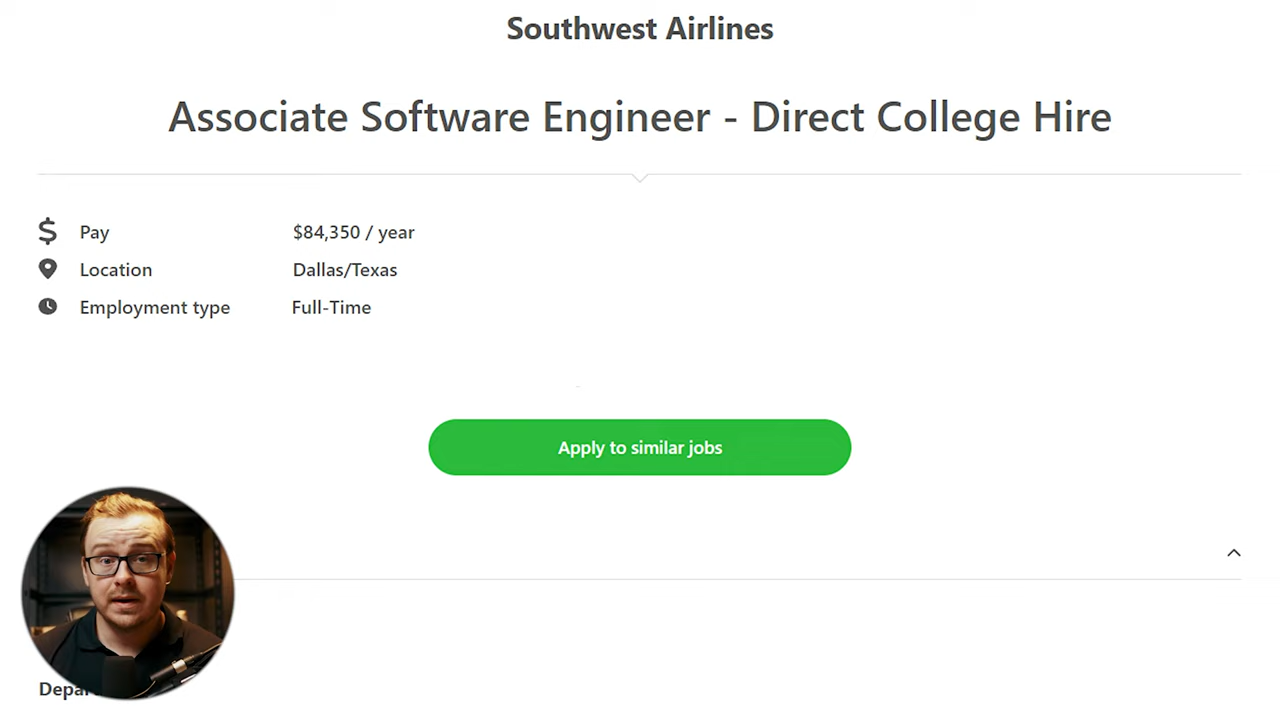 Southwest Airlines
Associate Software Engineer - Direct College Hire
Pay $84,350 / year
Location Dallas/Texas
Employment type Full-Time
Apply to similar jobs